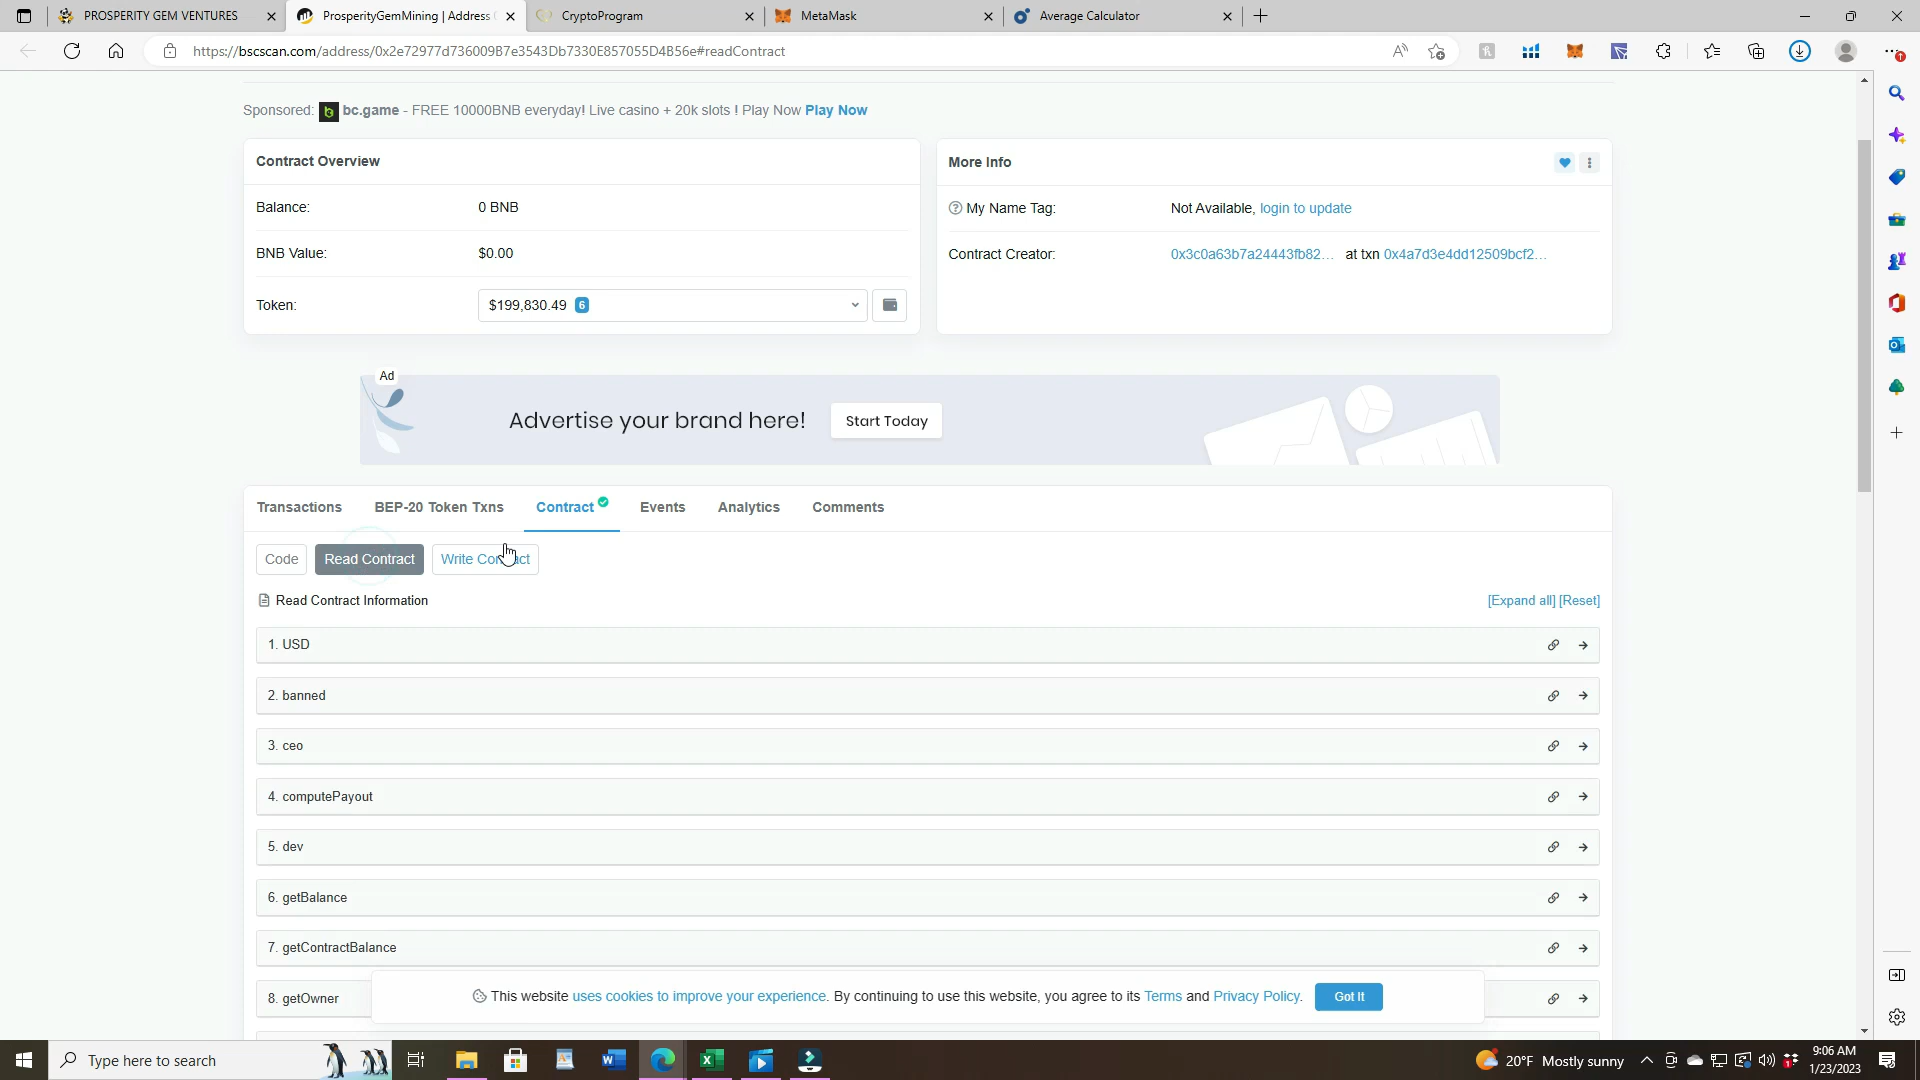 PROSPERITY GEM VENTURES
ProsperityGemMining | Address
CryptoProgram
MetaMask
Average Calculator
https://bscscan.com/address/0x2e72977d736009B7e3543Db7330E857055D4B56e#readContract
Sponsored: bc.game - FREE 10000BNB everyday! Live casino + 20k slots ! Play Now Play Now
Contract Overview
Balance: 0 BNB
BNB Value: $0.00
Token: $199,830.49 6
More Info
My Name Tag: Not Available, login to update
Contract Creator: 0x3c0a63b7a24443fb82... at txn 0x4a7d3e4dd12509bcf2...
Ad
Advertise your brand here! Start Today
Transactions BEP-20 Token Txns Contract Events Analytics Comments
Code Read Contract Write Contract
Read Contract Information [Expand all] [Reset]
1. USD
2. banned
3. ceo
4. computePayout
5. dev
6. getBalance
7. getContractBalance
8. getOwner
This website uses cookies to improve your experience. By continuing to use this website, you agree to its Terms and Privacy Policy. Got It
Type here to search
20°F Mostly sunny
9:06 AM
1/23/2023